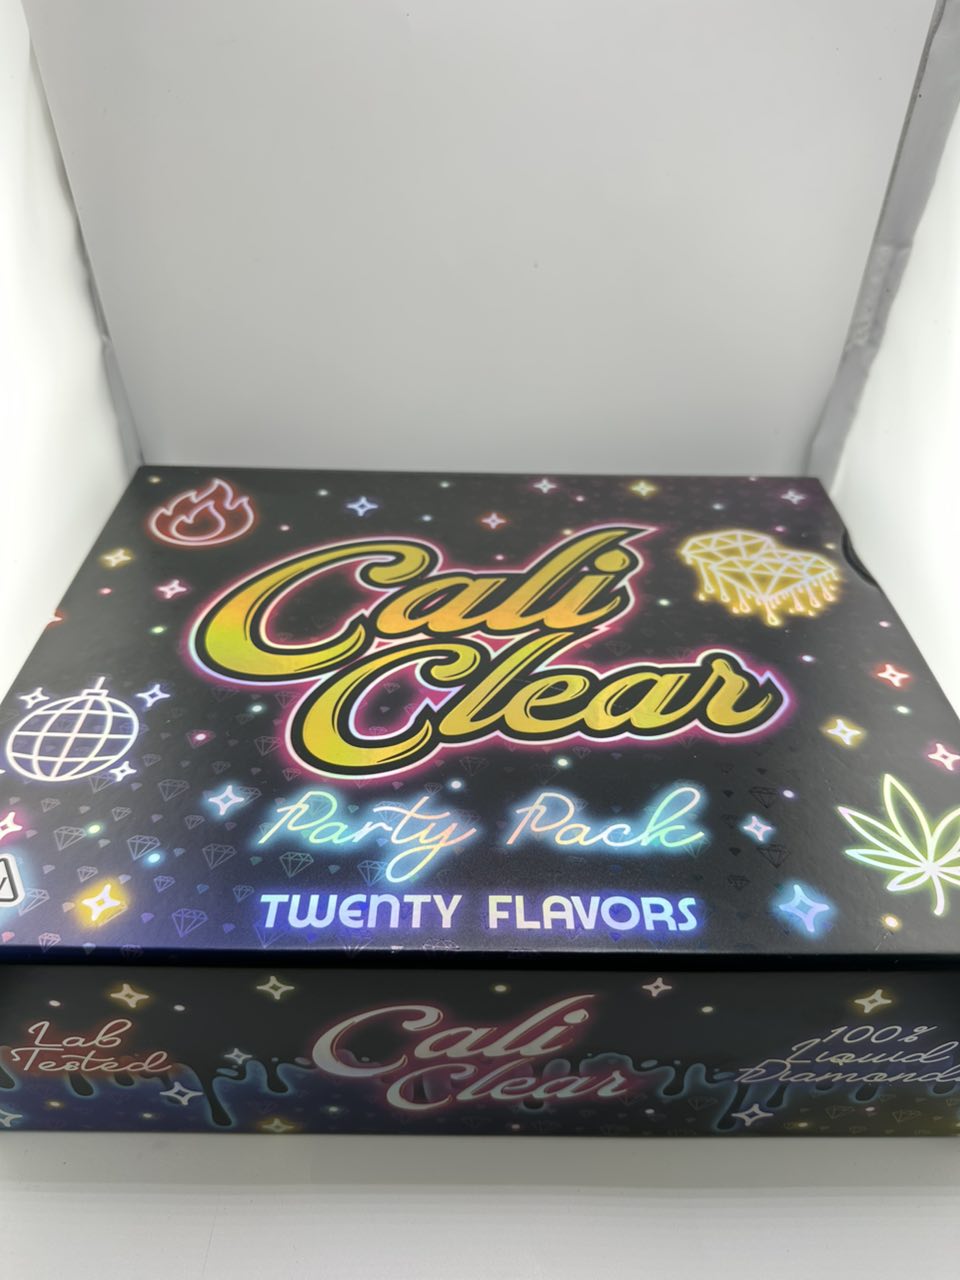 Cali
Clear
Party Pack
TWENTY FLAVORS
Lab
Tested
Cali
Clear
100%
Liquid
Diamonds